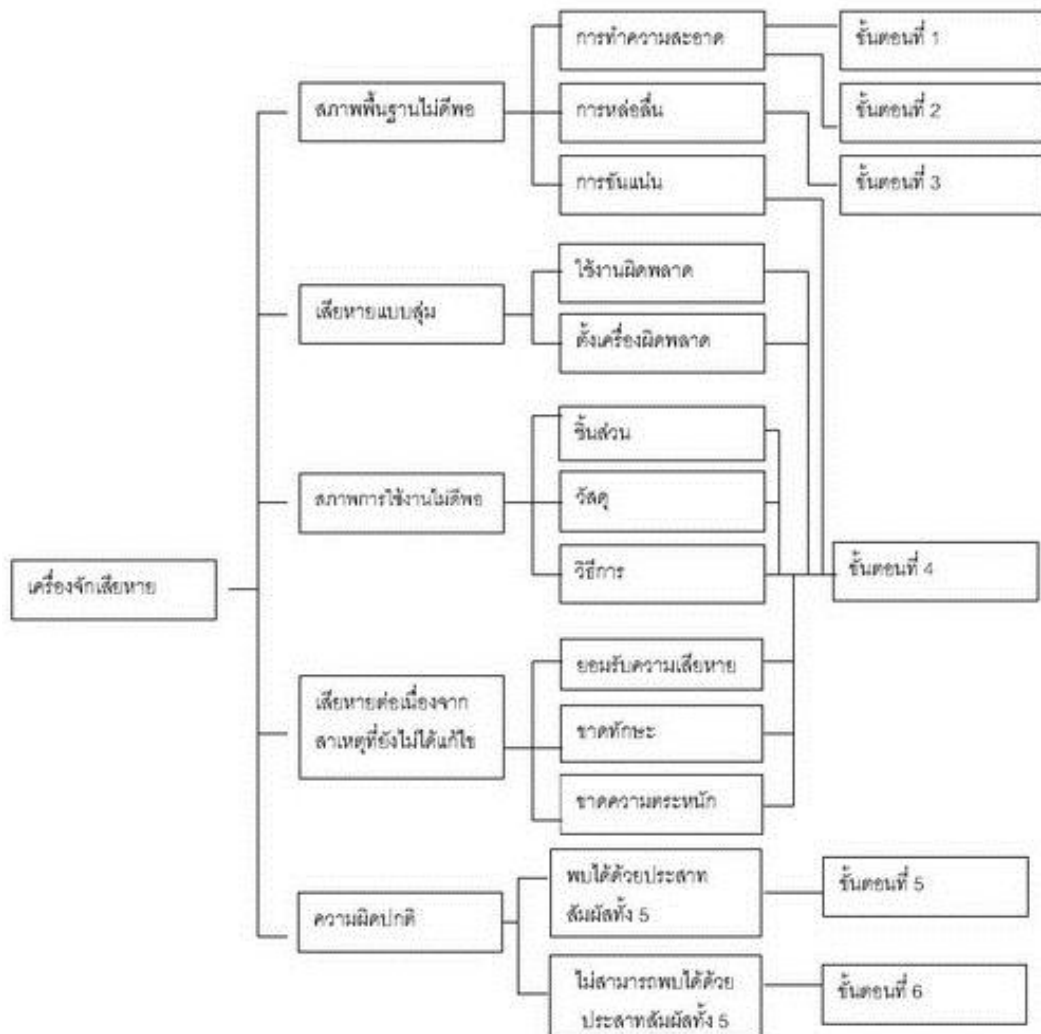 การทำความสะอาด
ขั้นตอนที่ 1
สภาพพื้นฐานไม่ดีพอ
การหล่อลื่น
ขั้นตอนที่ 2
การขันแน่น
ขั้นตอนที่ 3
ใช้งานผิดพลาด
เสียหายแบบสุ่ม
ตั้งเครื่องผิดพลาด
ชิ้นส่วน
สภาพการใช้งานไม่ดีพอ
วัสดุ
วิธีการ
ขั้นตอนที่ 4
เครื่องจักเสียหาย
ยอมรับความเสียหาย
เสียหายต่อเนื่องจาก
สาเหตุที่ยังไม่ได้แก้ไข
ขาดทักษะ
ขาดความตระหนัก
พบได้ด้วยประสาท
สัมผัสทั้ง 5
ขั้นตอนที่ 5
ความผิดปกติ
ไม่สามารถพบได้ด้วย
ประสาทสัมผัสทั้ง 5
ขั้นตอนที่ 6